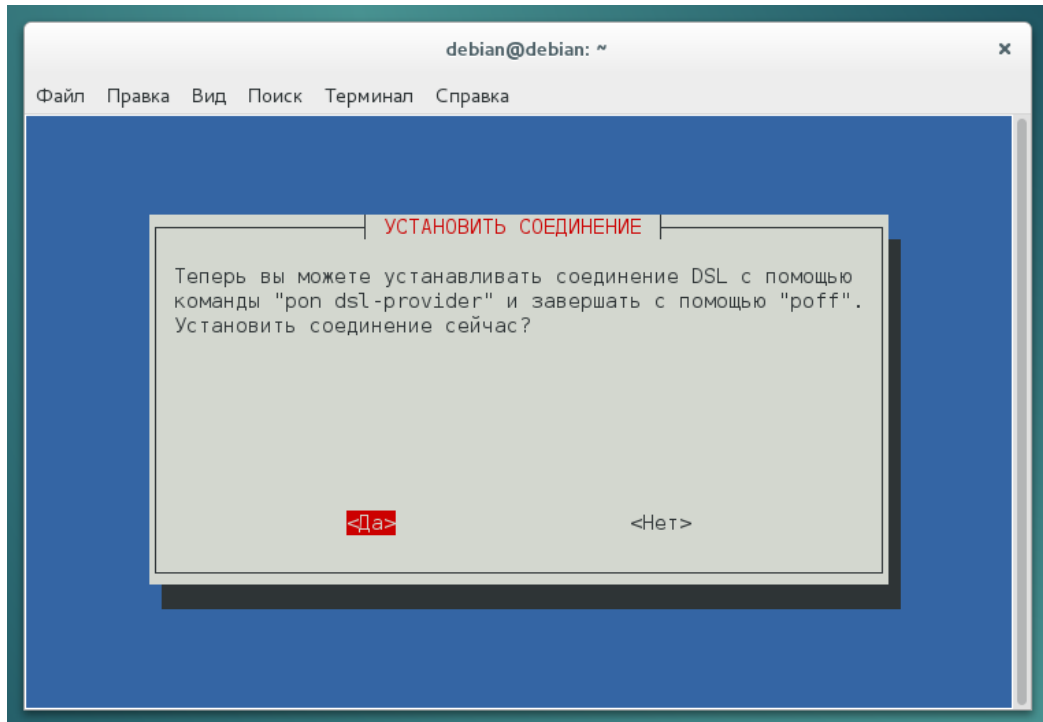 debian@debian: ~
Файл Правка Вид Поиск Терминал Справка
УСТАНОВИТЬ СОЕДИНЕНИЕ
Теперь вы можете устанавливать соединение DSL с помощью
команды "pon dsl-provider" и завершать с помощью "poff".
Установить соединение сейчас?
<Да> <Нет>